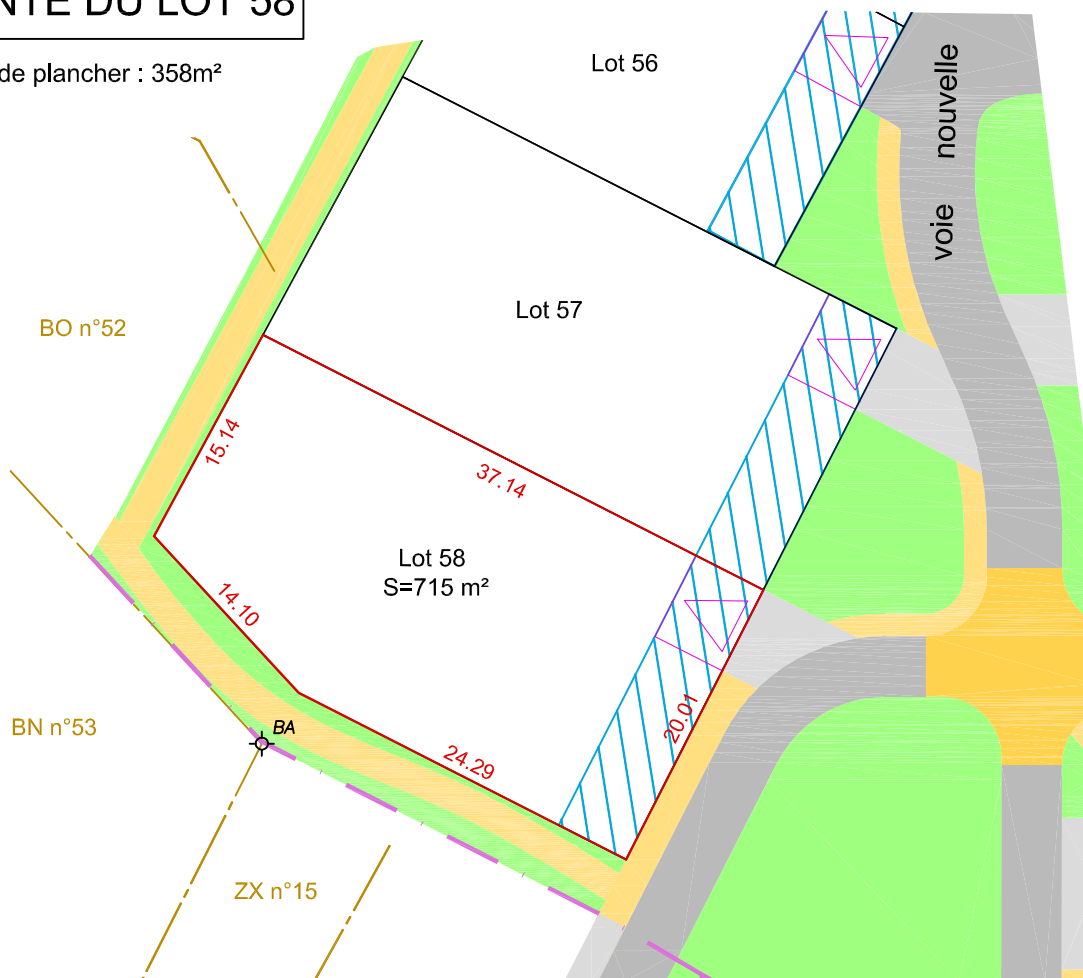 NTE DU LOT 58
de plancher : 358m²
Lot 56
voie nouvelle
BO n°52
Lot 57
15.14
37.14
Lot 58
S=715 m²
14.10
20.01
BN n°53
BA
24.29
ZX n°15